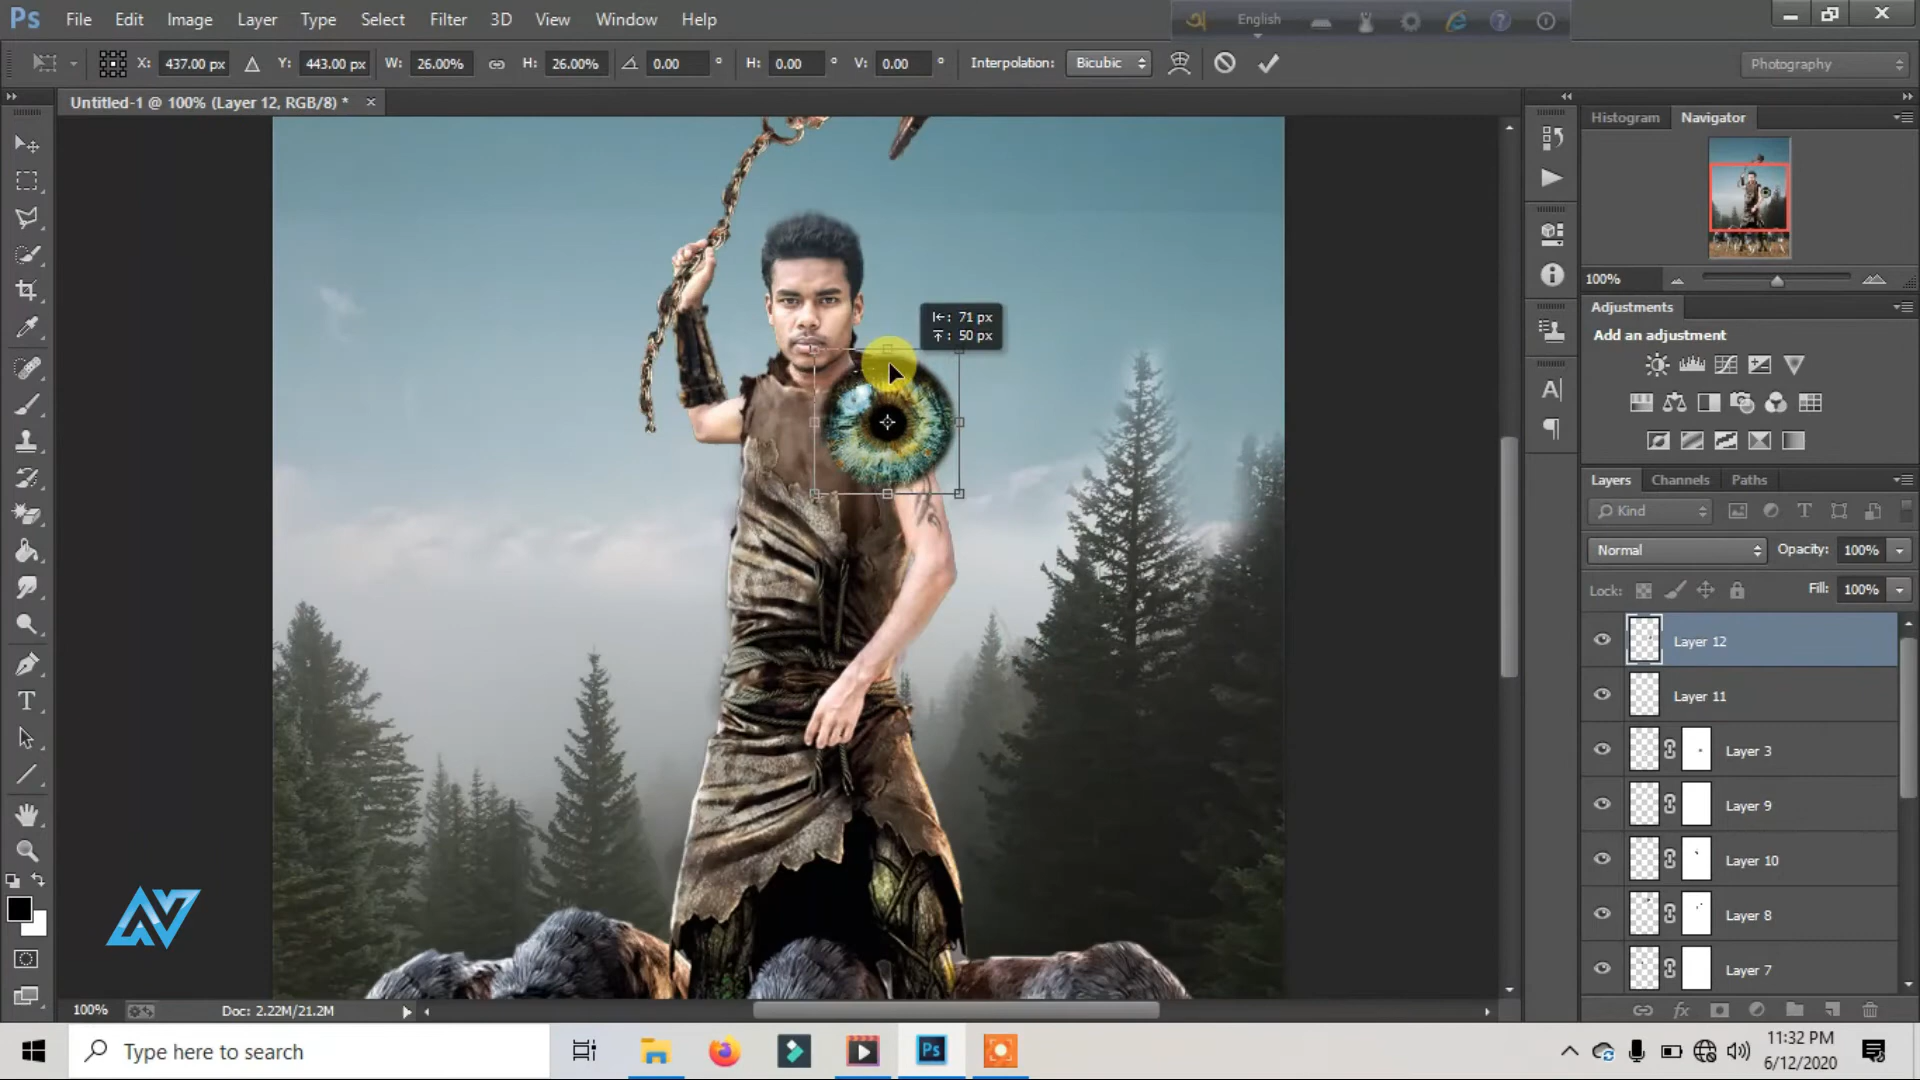 Ps File Edit Image Layer Type Select Filter 3D View Window Help
English
X: 437.00 px Y: 443.00 px W: 26.00% H: 26.00% 0.00 ° H: 0.00 ° V: 0.00 ° Interpolation: Bicubic
Photography
Untitled-1 @ 100% (Layer 12, RGB/8) * ×
Histogram Navigator
100%
Adjustments
Add an adjustment
Layers Channels Paths
Kind
Normal Opacity: 100%
Lock: Fill: 100%
Layer 12
Layer 11
Layer 3
Layer 9
Layer 10
Layer 8
Layer 7
71 px
50 px
100% Doc: 2.22M/21.2M
Type here to search
Ps
11:32 PM
6/12/2020